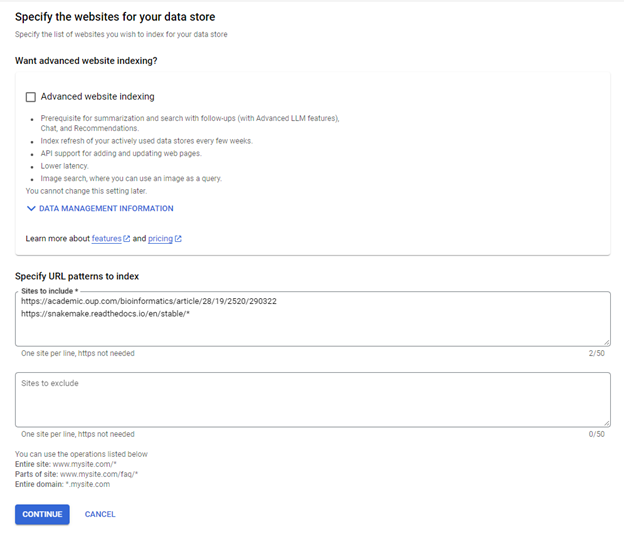 Specify the websites for your data store
Specify the list of websites you wish to index for your data store
Want advanced website indexing?
Advanced website indexing
Prerequisite for summarization and search with follow-ups (with Advanced LLM features),
Chat, and Recommendations.
Index refresh of your actively used data stores every few weeks.
API support for adding and updating web pages.
Lower latency.
Image search, where you can use an image as a query.
You cannot change this setting later.
DATA MANAGEMENT INFORMATION
Learn more about features and pricing
Specify URL patterns to index
Sites to include *
https://academic.oup.com/bioinformatics/article/28/19/2520/290322
https://snakemake.readthedocs.io/en/stable/*
One site per line, https not needed 2/50
Sites to exclude
One site per line, https not needed 0/50
You can use the operations listed below
Entire site: www.mysite.com/*
Parts of site: www.mysite.com/faq/*
Entire domain: *.mysite.com
CONTINUE CANCEL